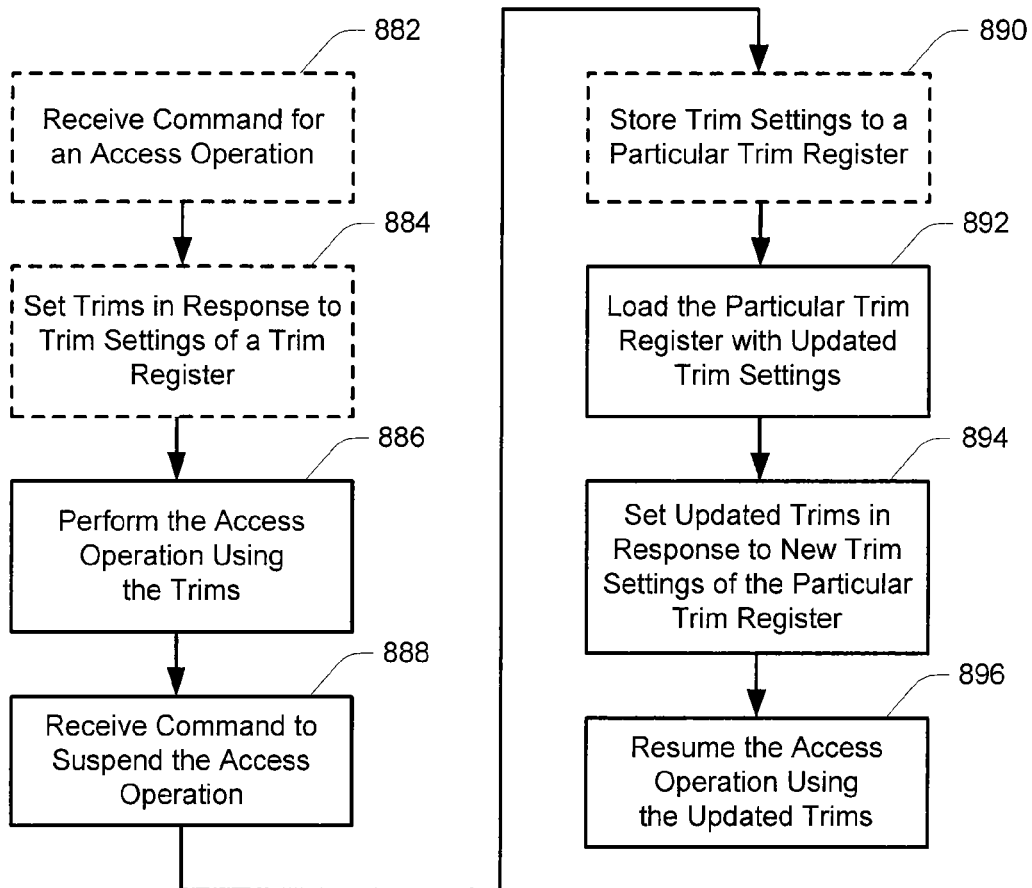 882
Receive Command for
an Access Operation
884
Set Trims in Response to
Trim Settings of a Trim
Register
886
Perform the Access
Operation Using
the Trims
888
Receive Command to
Suspend the Access
Operation
890
Store Trim Settings to a
Particular Trim Register
892
Load the Particular Trim
Register with Updated
Trim Settings
894
Set Updated Trims in
Response to New Trim
Settings of the Particular
Trim Register
896
Resume the Access
Operation Using
the Updated Trims